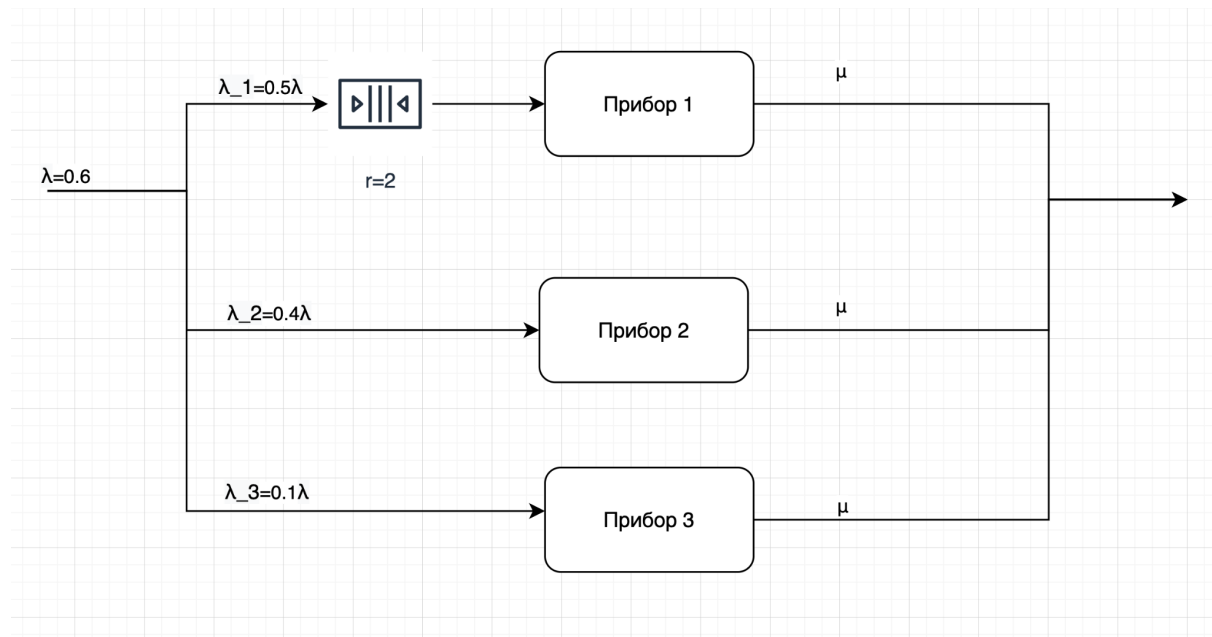 λ_1=0.5λ
Прибор 1
μ
λ=0.6
r=2
λ_2=0.4λ
Прибор 2
μ
λ_3=0.1λ
Прибор 3
μ